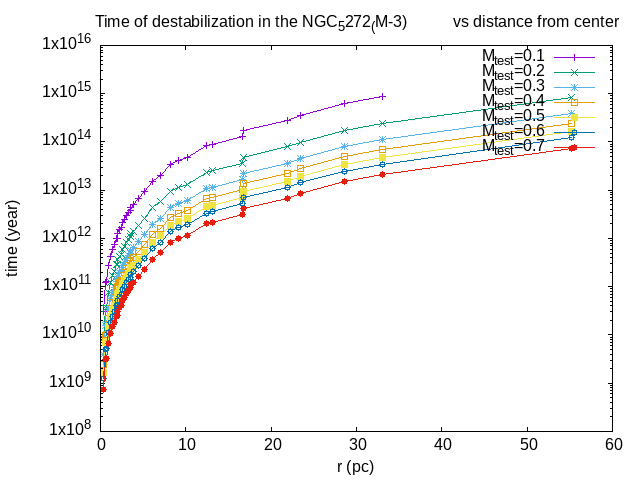 Time of destabilization in the NGC5272(M-3) vs distance from center
1x10^16
1x10^15
1x10^14
1x10^13
1x10^12
1x10^11
1x10^10
1x10^9
1x10^8
time (year)
Mtest=0.1
Mtest=0.2
Mtest=0.3
Mtest=0.4
Mtest=0.5
Mtest=0.6
Mtest=0.7
0 10 20 30 40 50 60
r (pc)